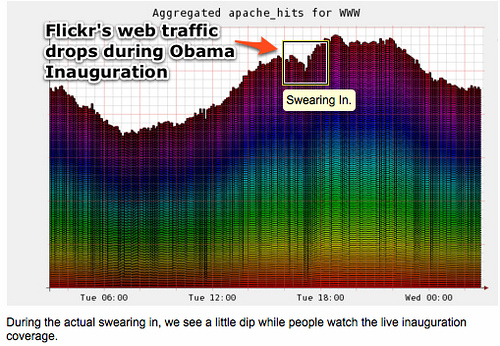 Aggregated apache_hits for WWW
Flickr's web traffic
drops during Obama
Inauguration
Swearing In.
Tue 06:00 Tue 12:00 Tue 18:00 Wed 00:00
During the actual swearing in, we see a little dip while people watch the live inauguration
coverage.